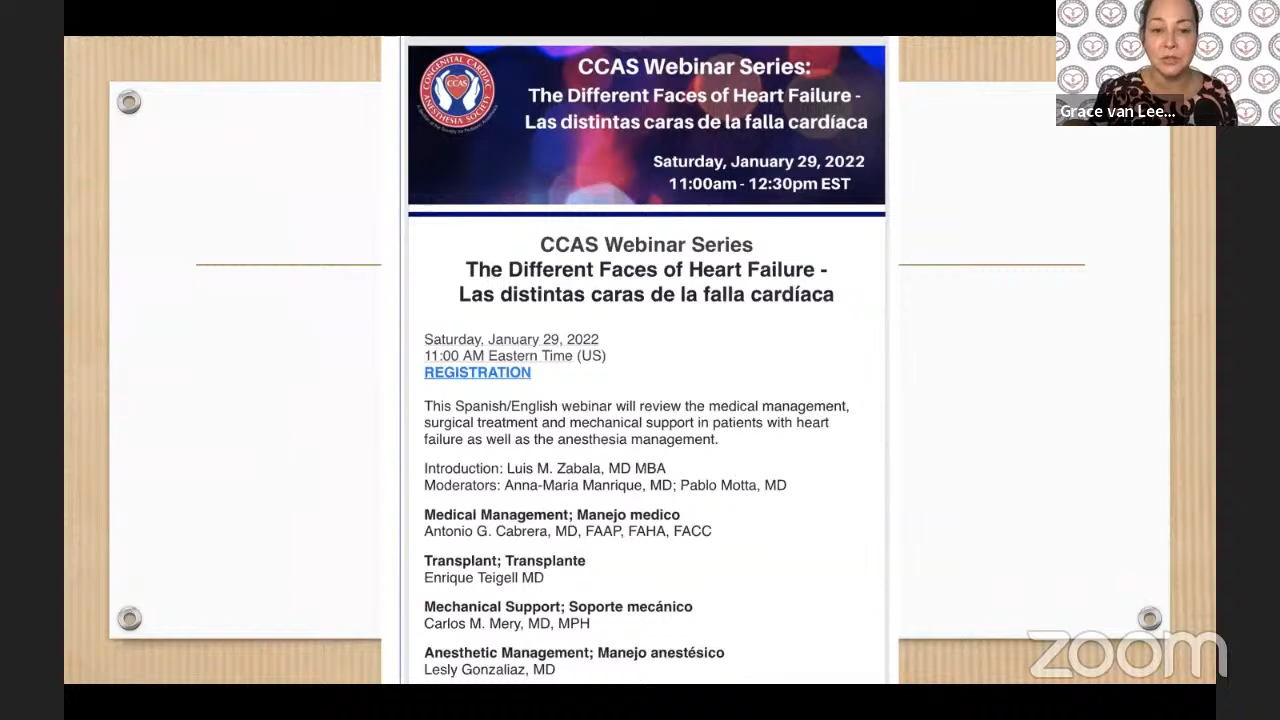 CONGENITAL CARDIAC
CCAS
ANESTHESIA SOCIETY
CCAS Webinar Series:
The Different Faces of Heart Failure -
Las distintas caras de la falla cardíaca
Saturday, January 29, 2022
11:00am - 12:30pm EST
Grace van Lee...
CCAS Webinar Series
The Different Faces of Heart Failure -
Las distintas caras de la falla cardíaca
Saturday, January 29, 2022
11:00 AM Eastern Time (US)
REGISTRATION
This Spanish/English webinar will review the medical management,
surgical treatment and mechanical support in patients with heart
failure as well as the anesthesia management.
Introduction: Luis M. Zabala, MD MBA
Moderators: Anna-Maria Manrique, MD; Pablo Motta, MD
Medical Management; Manejo medico
Antonio G. Cabrera, MD, FAAP, FAHA, FACC
Transplant; Transplante
Enrique Teigell MD
Mechanical Support; Soporte mecánico
Carlos M. Mery, MD, MPH
Anesthetic Management; Manejo anestésico
Lesly Gonzaliaz, MD
zoom